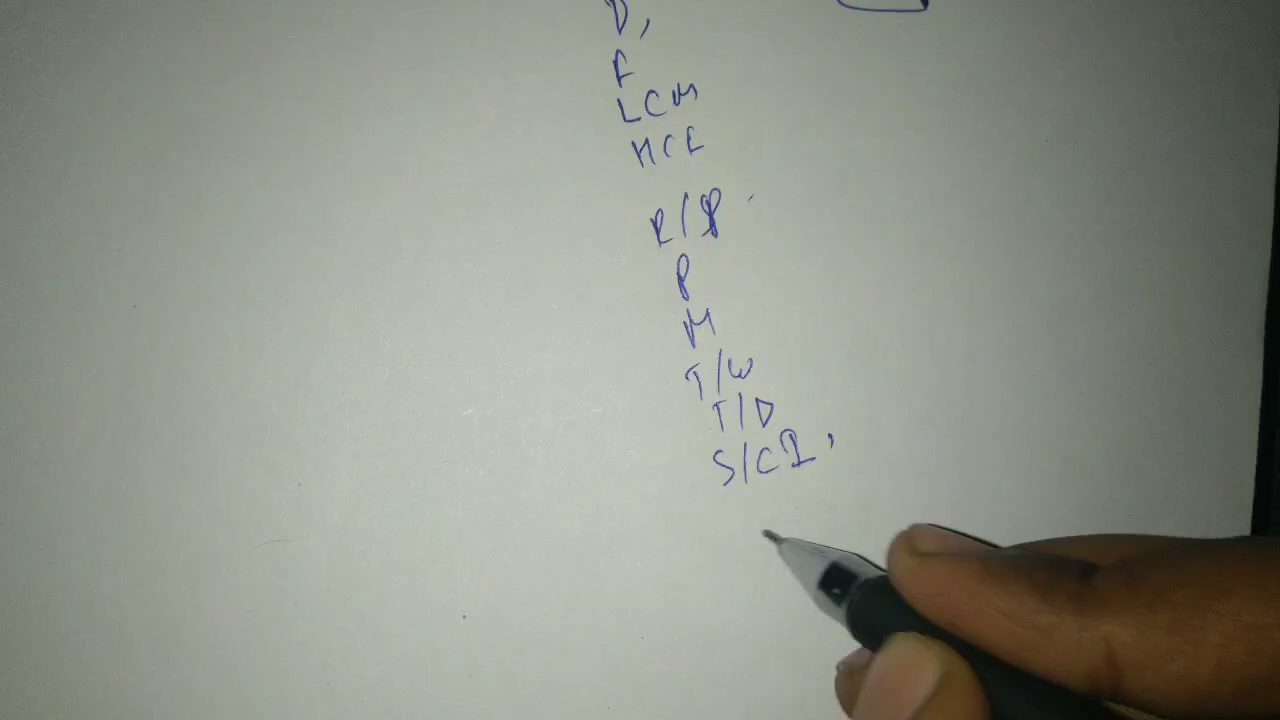 D,
F
LCM
HCF
R/P
P
M
T/W
T/D
S/CI,